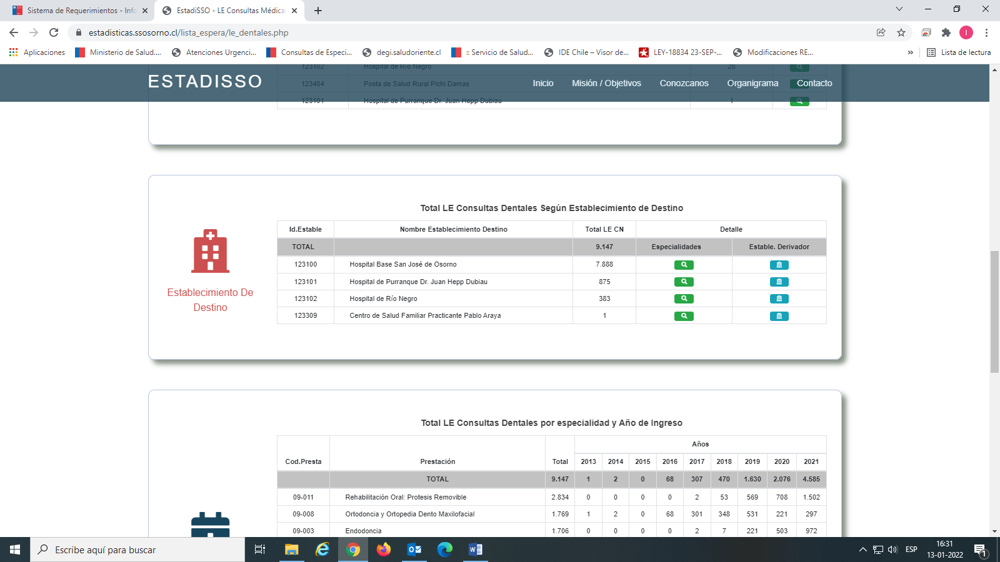 Sistema de Requerimientos - Info
EstadiSSO - LE Consultas Médica
estadisticas.ssosorno.cl/lista_espera/le_dentales.php
I
Aplicaciones Ministerio de Salud.... Atenciones Urgenci... Consultas de Especi... degi.saludoriente.cl :: Servicio de Salud... IDE Chile – Visor de... LEY-18834 23-SEP-... Modificaciones RE... » Lista de lectura
123102 Hospital de Río Negro 28
ESTADISSO Inicio Misión / Objetivos Conozcanos Organigrama Contacto
123404 Posta de Salud Rural Pichi Damas
123101 Hospital de Purranque Dr. Juan Hepp Dubiau 1
Total LE Consultas Dentales Según Establecimiento de Destino
Establecimiento De
Destino
Id.Estable Nombre Establecimiento Destino Total LE CN Detalle
TOTAL 9.147 Especialidades Estable. Derivador
123100 Hospital Base San José de Osorno 7.888
123101 Hospital de Purranque Dr. Juan Hepp Dubiau 875
123102 Hospital de Río Negro 383
123309 Centro de Salud Familiar Practicante Pablo Araya 1
Total LE Consultas Dentales por especialidad y Año de Ingreso
Años
Cod.Presta Prestación Total 2013 2014 2015 2016 2017 2018 2019 2020 2021
TOTAL 9.147 1 2 0 68 307 470 1.630 2.076 4.585
09-011 Rehabilitación Oral: Protesis Removible 2.834 0 0 0 0 2 53 569 708 1.502
09-008 Ortodoncia y Ortopedia Dento Maxilofacial 1.769 1 2 0 68 301 348 531 221 297
09-003 Endodoncia 1.706 0 0 0 0 2 7 221 503 972
Escribe aquí para buscar
ESP
16:31
13-01-2022
1